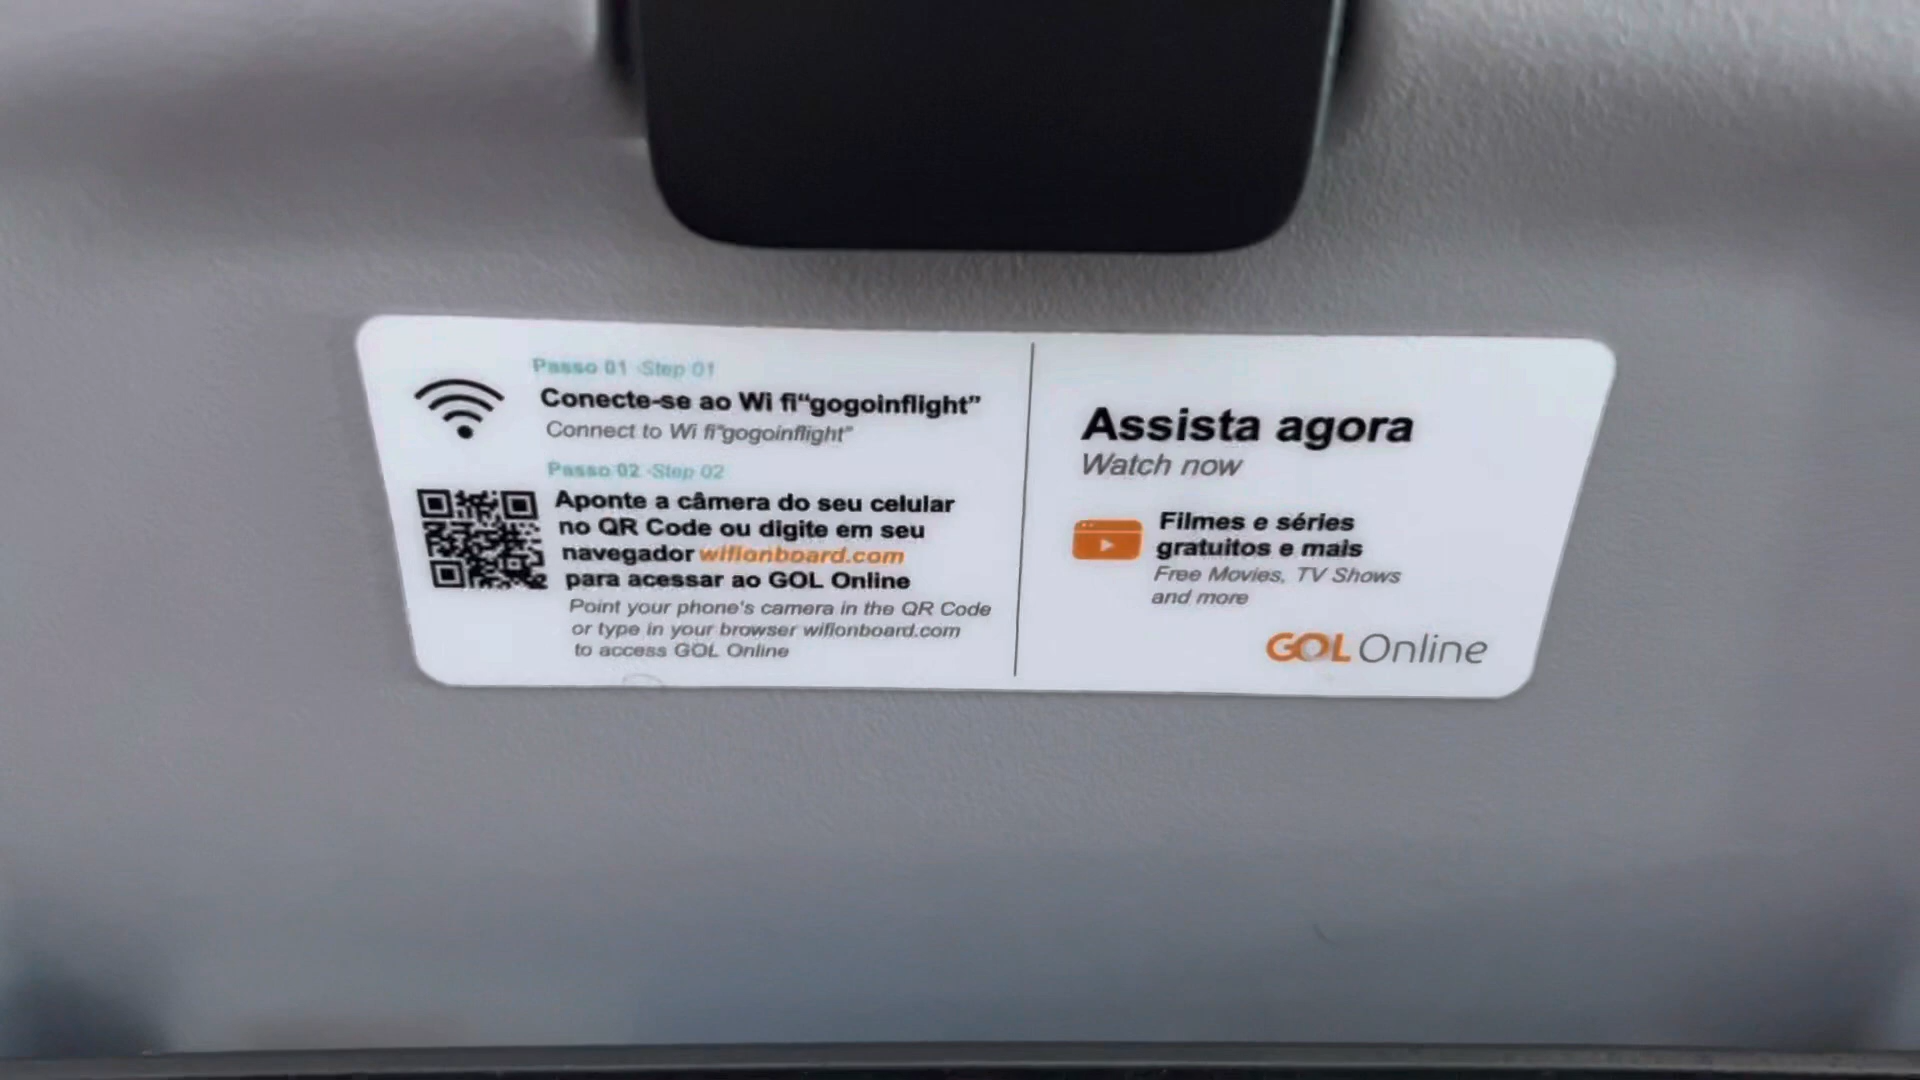 Passo 01 -Step 01
Conecte-se ao Wi fi“gogoinflight”
Connect to Wi fi“gogoinflight”
Passo 02 -Step 02
Aponte a câmera do seu celular
no QR Code ou digite em seu
navegador wifionboard.com
para acessar ao GOL Online
Point your phone's camera in the QR Code
or type in your browser wifionboard.com
to access GOL Online
Assista agora
Watch now
Filmes e séries
gratuitos e mais
Free Movies, TV Shows
and more
GOL Online